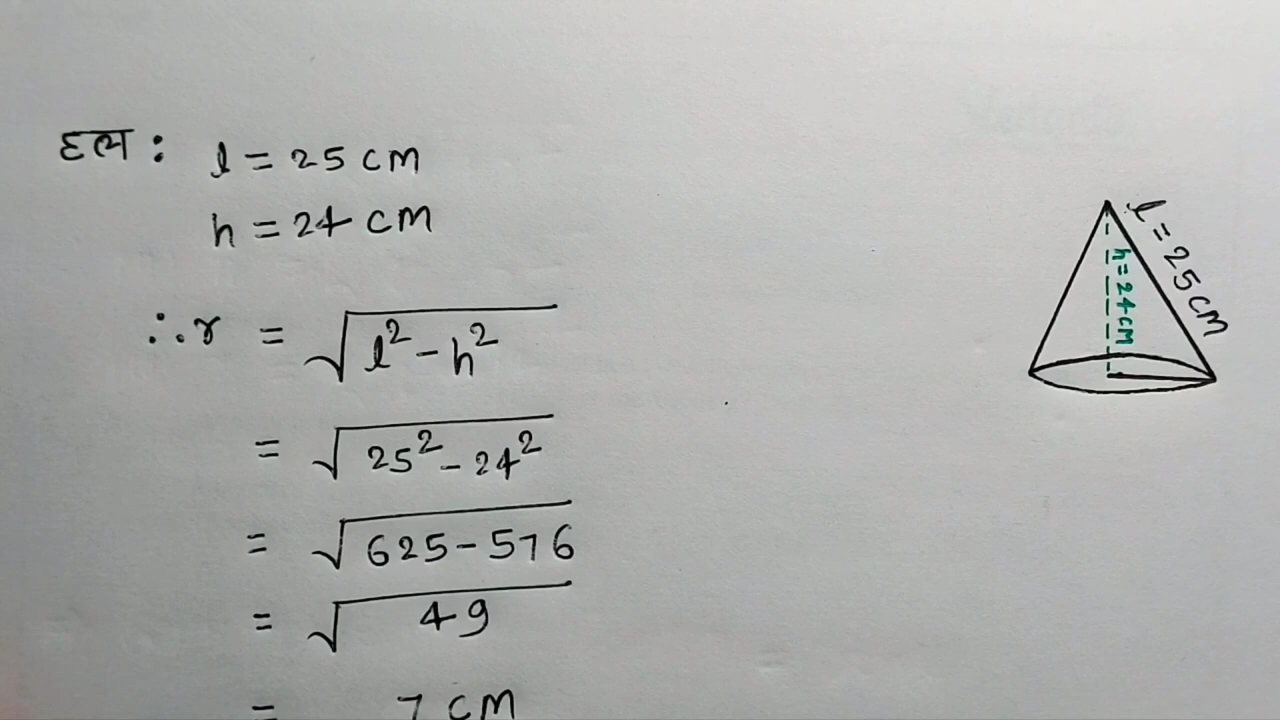 हल : l = 25 cm
h = 24 cm
∴ r = √l² - h²
= √25² - 24²
= √625 - 576
= √49
= 7 cm
l = 25 cm
h = 24 cm